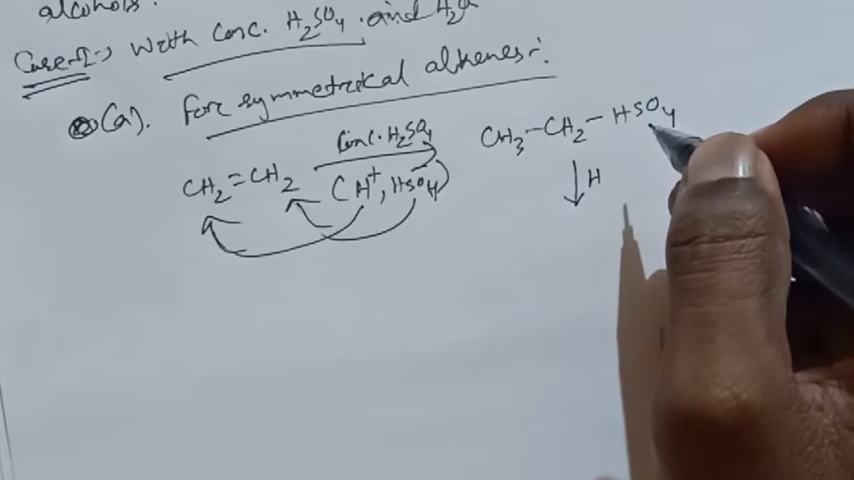 alcohols.
Case-I:-> With Conc. H₂SO₄ and H₂O
(a). For symmetrical alkenes:-
CH₂=CH₂ Conc. H₂SO₄ (H⁺, HSO₄⁻) CH₃-CH₂-HSO₄
H